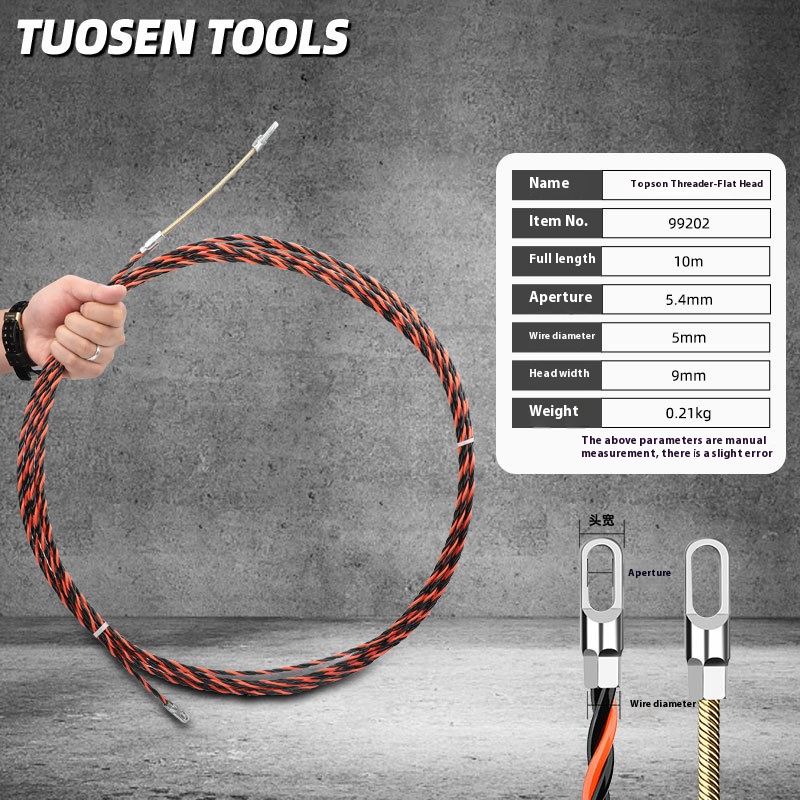 TUOSEN TOOLS
Name Topson Threader-Flat Head
Item No. 99202
Full length 10m
Aperture 5.4mm
Wire diameter 5mm
Head width 9mm
Weight 0.21kg
The above parameters are manual
measurement, there is a slight error
头宽
Aperture
Wire diameter